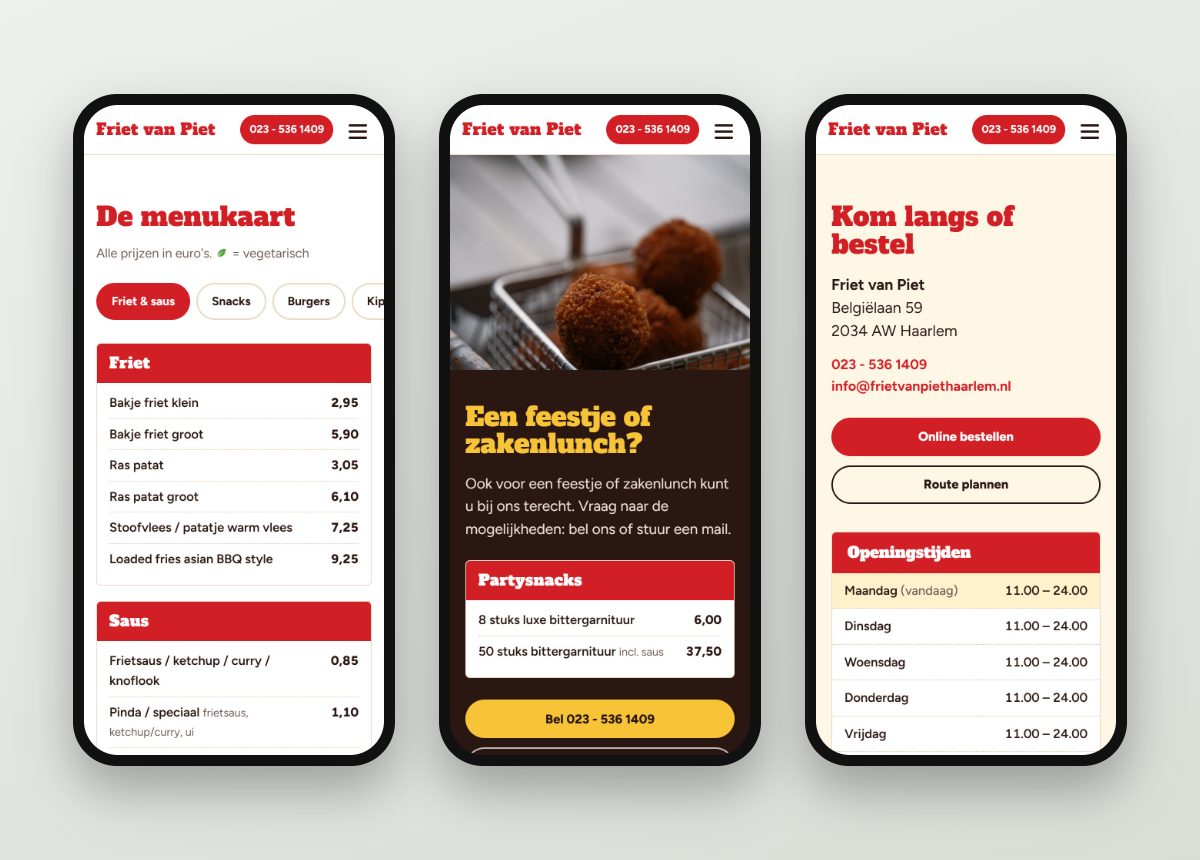 Friet van Piet
023 - 536 1409
De menukaart
Alle prijzen in euro's. = vegetarisch
Friet & saus
Snacks
Burgers
Kip
Friet
Bakje friet klein 2,95
Bakje friet groot 5,90
Ras patat 3,05
Ras patat groot 6,10
Stoofvlees / patatje warm vlees 7,25
Loaded fries asian BBQ style 9,25
Saus
Frietsaus / ketchup / curry / 0,85
knoflook
Pinda / speciaal frietsaus, 1,10
ketchup/curry, ui
Friet van Piet
023 - 536 1409
Een feestje of
zakenlunch?
Ook voor een feestje of zakenlunch kunt
u bij ons terecht. Vraag naar de
mogelijkheden: bel ons of stuur een mail.
Partysnacks
8 stuks luxe bittergarnituur 6,00
50 stuks bittergarnituur incl. saus 37,50
Bel 023 - 536 1409
Friet van Piet
023 - 536 1409
Kom langs of
bestel
Friet van Piet
Belgiëlaan 59
2034 AW Haarlem
023 - 536 1409
info@frietvanpiethaarlem.nl
Online bestellen
Route plannen
Openingstijden
Maandag (vandaag) 11.00 – 24.00
Dinsdag 11.00 – 24.00
Woensdag 11.00 – 24.00
Donderdag 11.00 – 24.00
Vrijdag 11.00 – 24.00